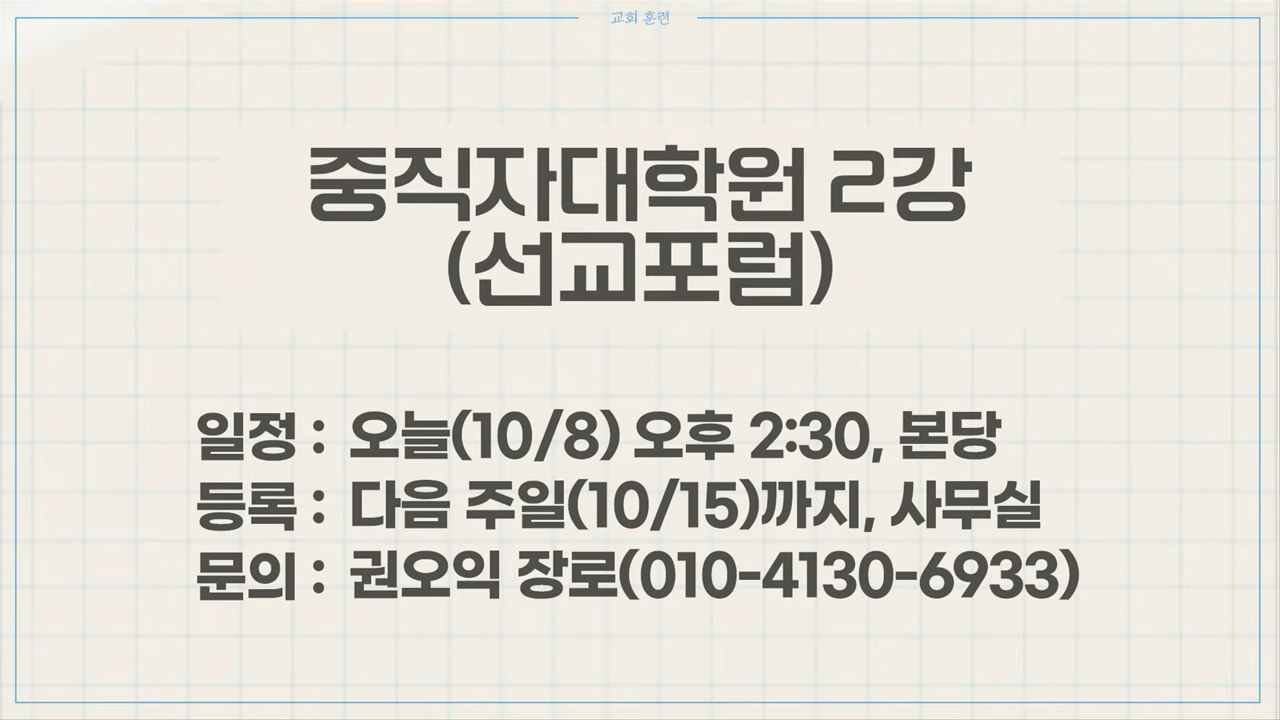 교회 훈련
중직자대학원 2강
(선교포럼)
일정 : 오늘(10/8) 오후 2:30, 본당
등록 : 다음 주일(10/15)까지, 사무실
문의 : 권오익 장로(010-4130-6933)